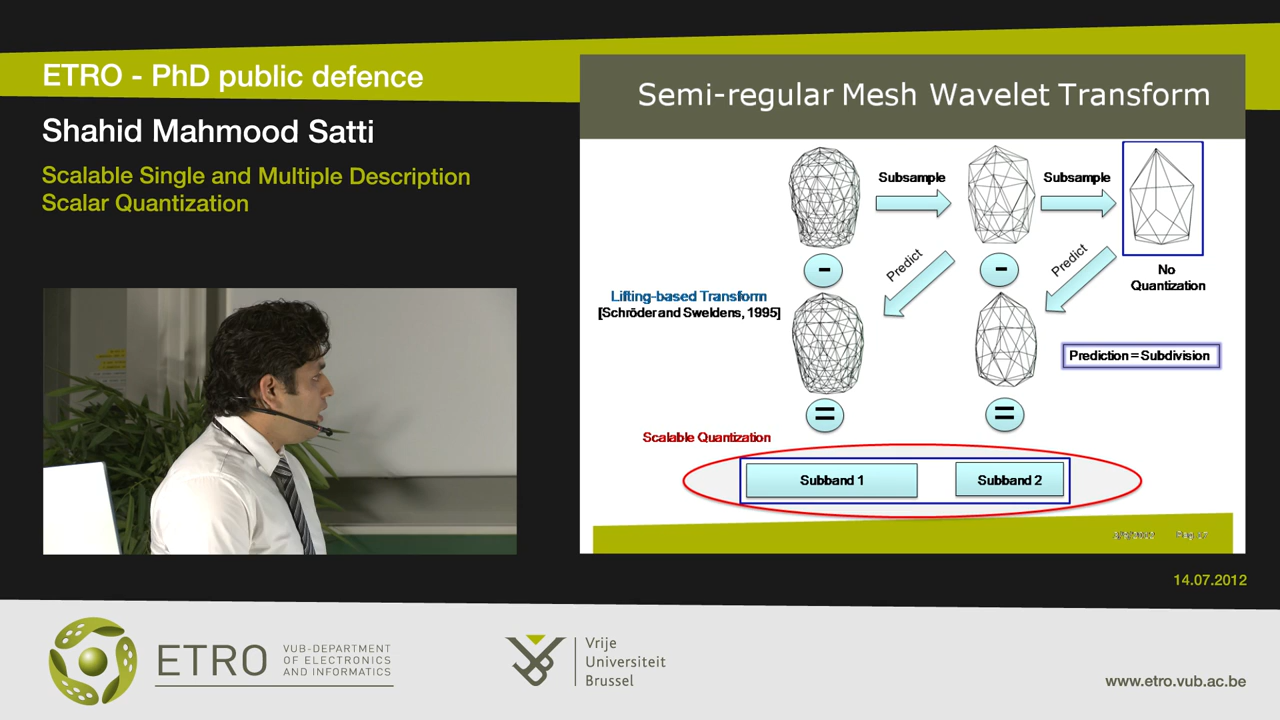 ETRO - PhD public defence
Shahid Mahmood Satti
Scalable Single and Multiple Description
Scalar Quantization
Semi-regular Mesh Wavelet Transform
Subsample
Subsample
Predict
Predict
No
Quantization
-
-
Lifting-based Transform
[Schröder and Sweldens, 1995]
Prediction = Subdivision
=
=
Scalable Quantization
Subband 1
Subband 2
14.07.2012
ETRO
VUB-DEPARTMENT
OF ELECTRONICS
AND INFORMATICS
Vrije
Universiteit
Brussel
www.etro.vub.ac.be